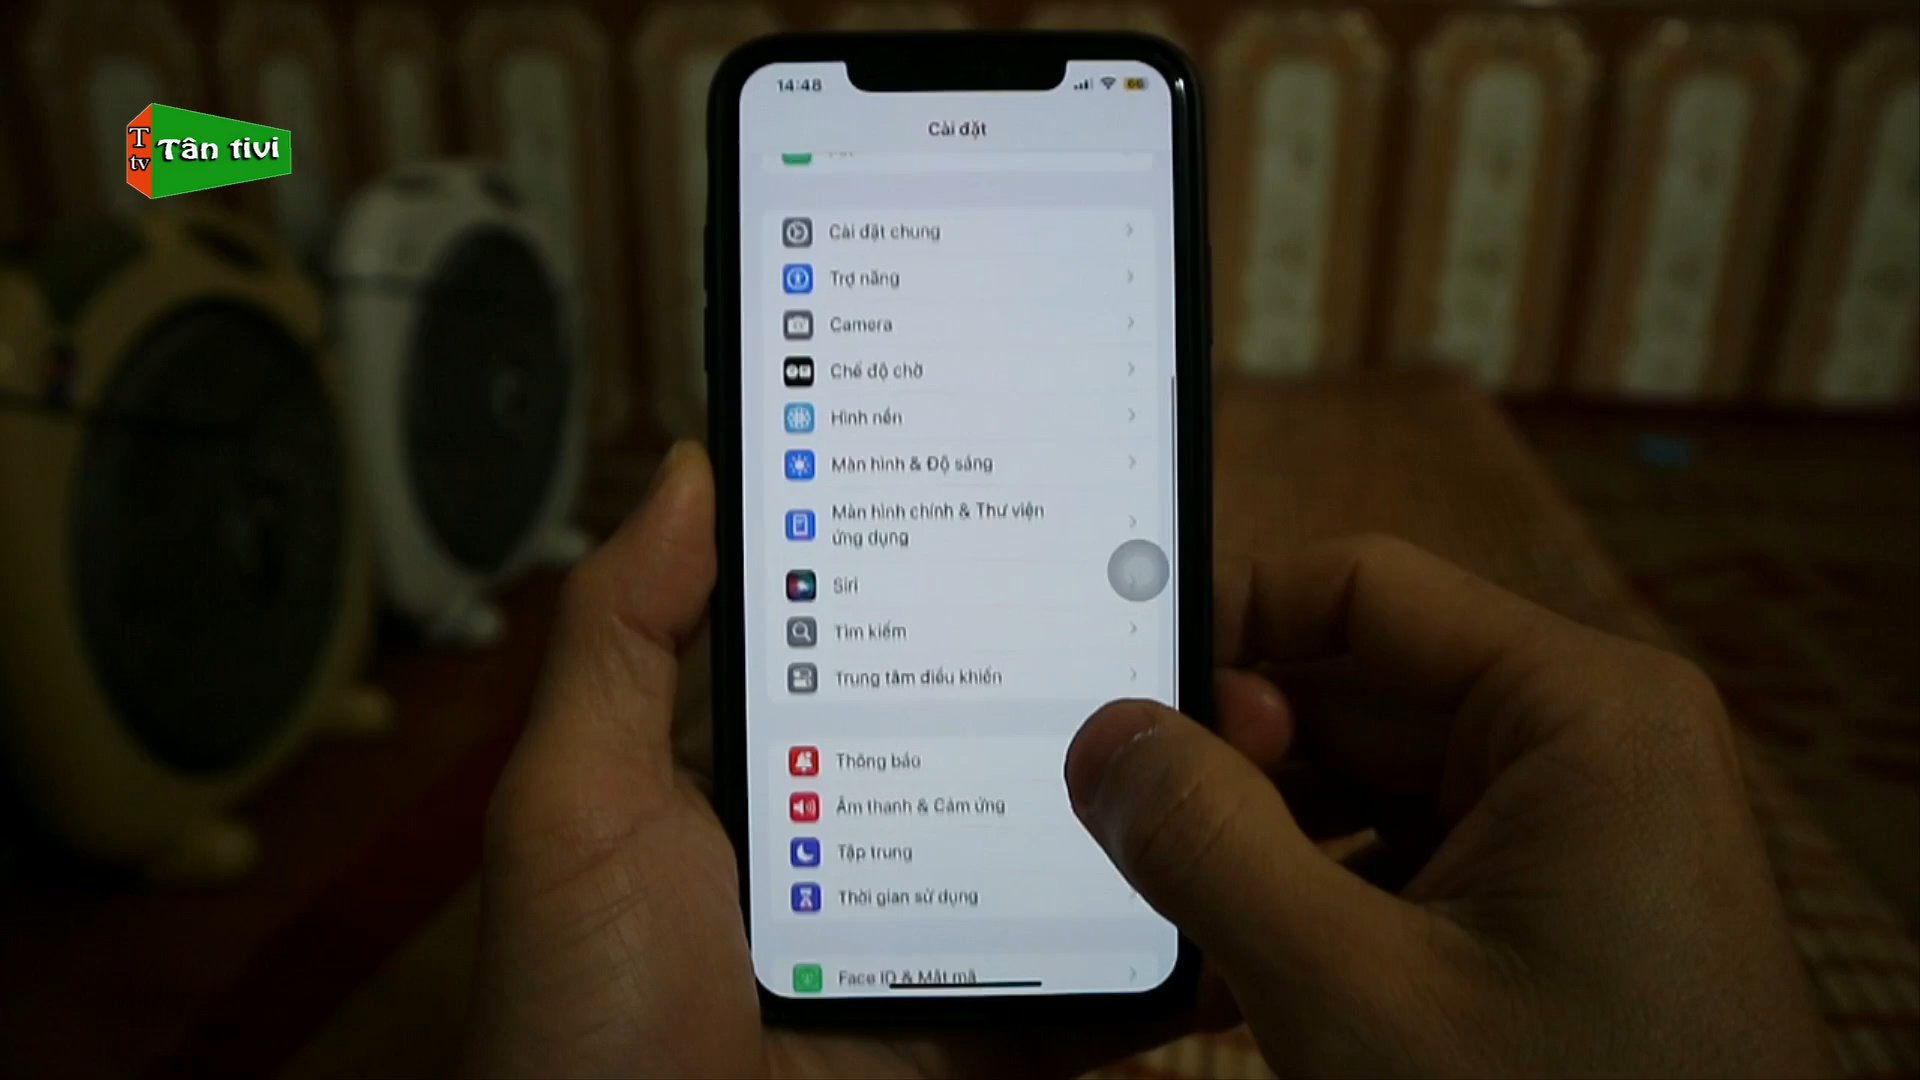 14:48
66
Cài đặt
T
tv
Tân tivi
Cài đặt chung
Trợ năng
Camera
Chế độ chờ
Hình nền
Màn hình & Độ sáng
Màn hình chính & Thư viện
ứng dụng
Siri
Tìm kiếm
Trung tâm điều khiển
Thông báo
Âm thanh & Cảm ứng
Tập trung
Thời gian sử dụng
Face ID & Mật mã